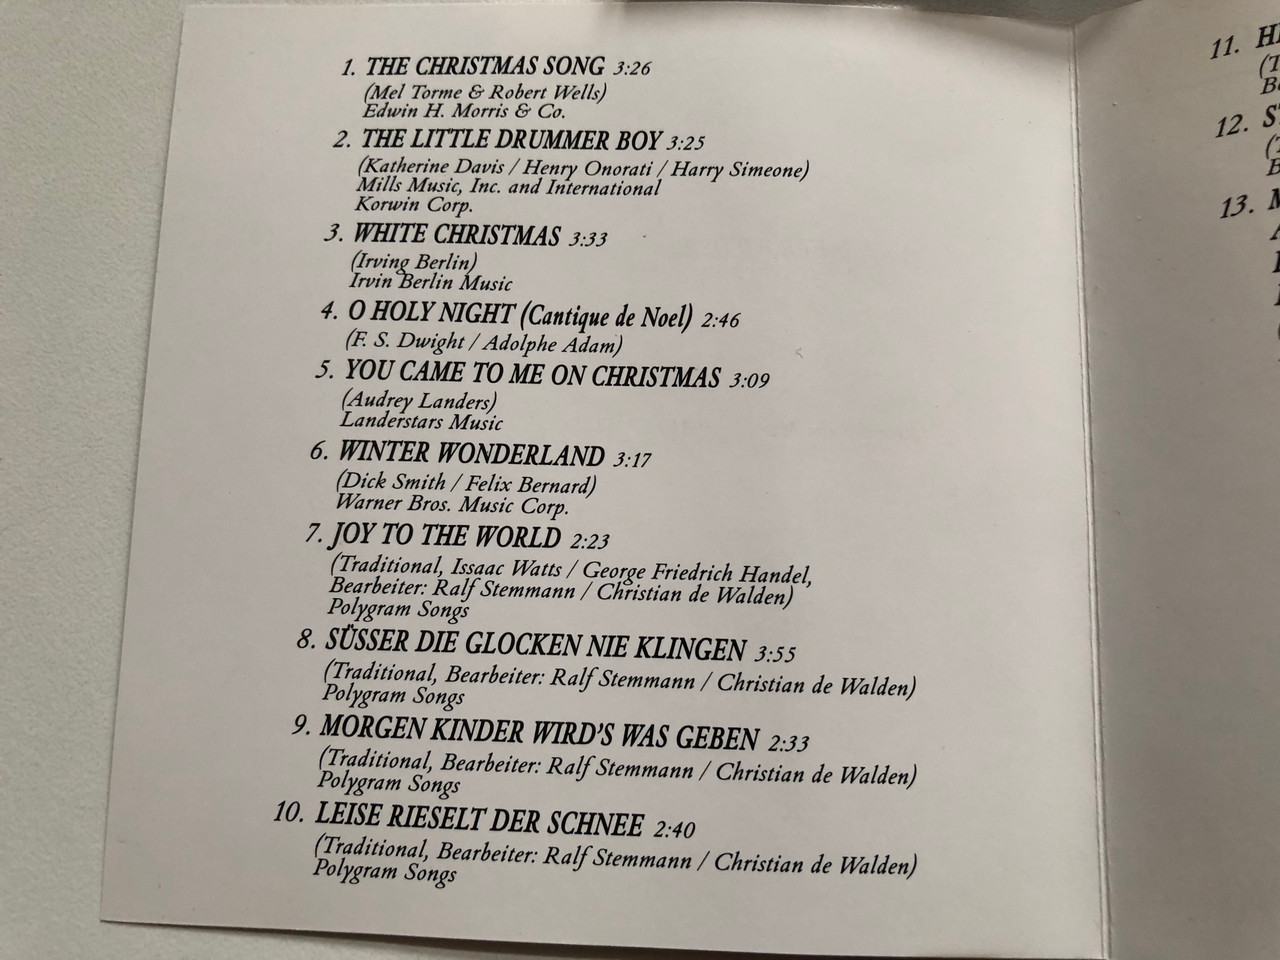 1. THE CHRISTMAS SONG 3:26
(Mel Torme & Robert Wells)
Edwin H. Morris & Co.
2. THE LITTLE DRUMMER BOY 3:25
(Katherine Davis / Henry Onorati / Harry Simeone)
Mills Music, Inc. and International
Korwin Corp.
3. WHITE CHRISTMAS 3:33
(Irving Berlin)
Irvin Berlin Music
4. O HOLY NIGHT (Cantique de Noel) 2:46
(F. S. Dwight / Adolphe Adam)
5. YOU CAME TO ME ON CHRISTMAS 3:09
(Audrey Landers)
Landerstars Music
6. WINTER WONDERLAND 3:17
(Dick Smith / Felix Bernard)
Warner Bros. Music Corp.
7. JOY TO THE WORLD 2:23
(Traditional, Issaac Watts / George Friedrich Handel,
Bearbeiter: Ralf Stemmann / Christian de Walden)
Polygram Songs
8. SÜSSER DIE GLOCKEN NIE KLINGEN 3:55
(Traditional, Bearbeiter: Ralf Stemmann / Christian de Walden)
Polygram Songs
9. MORGEN KINDER WIRD'S WAS GEBEN 2:33
(Traditional, Bearbeiter: Ralf Stemmann / Christian de Walden)
Polygram Songs
10. LEISE RIESELT DER SCHNEE 2:40
(Traditional, Bearbeiter: Ralf Stemmann / Christian de Walden)
Polygram Songs
11.
12.
13.